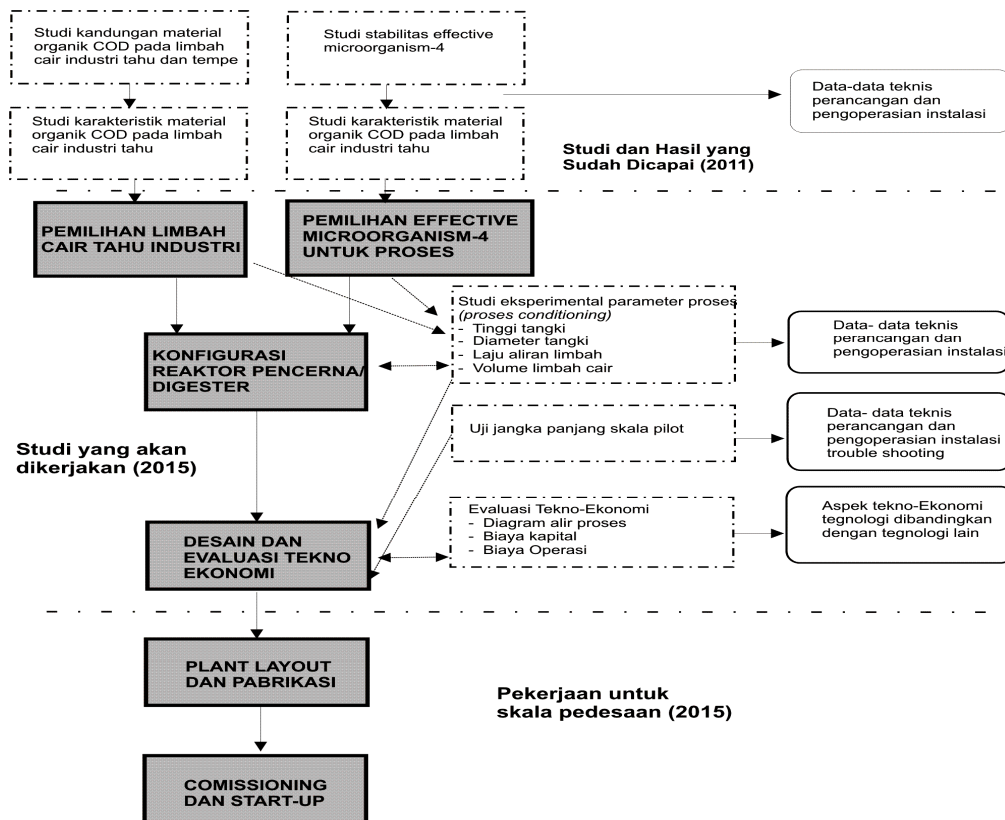 Studi kandungan material
organik COD pada limbah
cair industri tahu dan tempe
Studi stabilitas effective
microorganism-4
Data-data teknis
perancangan dan
pengoperasian instalasi
Studi karakteristik material
organik COD pada limbah
cair industri tahu
Studi karakteristik material
organik COD pada limbah
cair industri tahu
Studi dan Hasil yang
Sudah Dicapai (2011)
PEMILIHAN LIMBAH
CAIR TAHU INDUSTRI
PEMILIHAN EFFECTIVE
MICROORGANISM-4
UNTUK PROSES
Studi eksperimental parameter proses
(proses conditioning)
- Tinggi tangki
- Diameter tangki
- Laju aliran limbah
- Volume limbah cair
Data- data teknis
perancangan dan
pengoperasian instalasi
KONFIGURASI
REAKTOR PENCERNA/
DIGESTER
Studi yang akan
dikerjakan (2015)
Uji jangka panjang skala pilot
Data- data teknis
perancangan dan
pengoperasian instalasi
trouble shooting
DESAIN DAN
EVALUASI TEKNO
EKONOMI
Evaluasi Tekno-Ekonomi
- Diagram alir proses
- Biaya kapital
- Biaya Operasi
Aspek tekno-Ekonomi
tegnologi dibandingkan
dengan tegnologi lain
PLANT LAYOUT
DAN PABRIKASI
Pekerjaan untuk
skala pedesaan (2015)
COMISSIONING
DAN START-UP